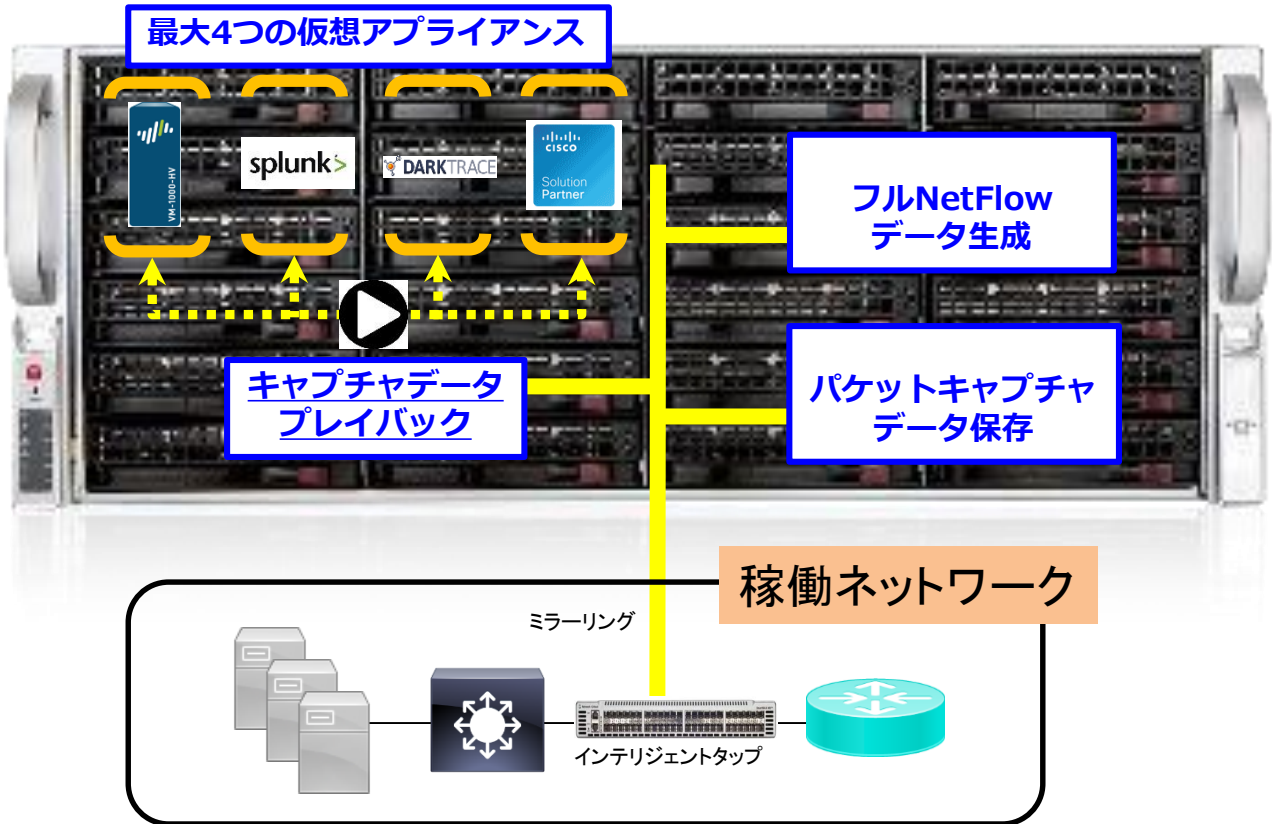 最大4つの仮想アプライアンス
VM-1000-HV
splunk>
DARKTRACE
CISCO
Solution
Partner
フルNetFlow
データ生成
キャプチャデータ
プレイバック
パケットキャプチャ
データ保存
稼働ネットワーク
ミラーリング
インテリジェントタップ